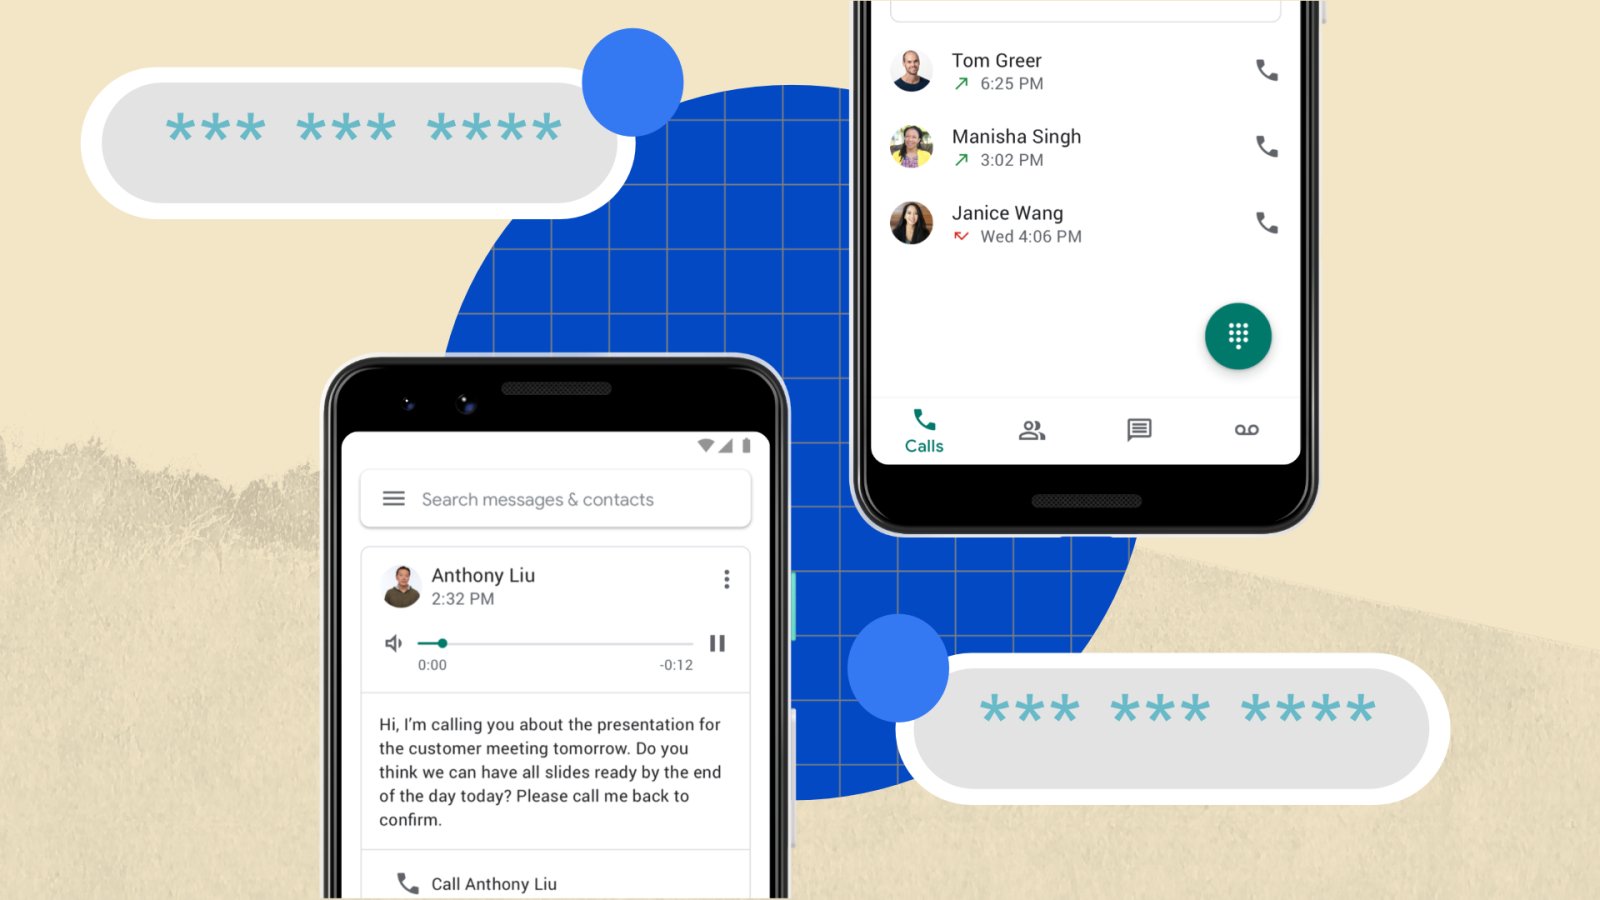 *** *** ****
Tom Greer
6:25 PM
Manisha Singh
3:02 PM
Janice Wang
Wed 4:06 PM
Calls
Search messages & contacts
Anthony Liu
2:32 PM
0:00 -0:12
Hi, I’m calling you about the presentation for
the customer meeting tomorrow. Do you
think we can have all slides ready by the end
of the day today? Please call me back to
confirm.
Call Anthony Liu
*** *** ****